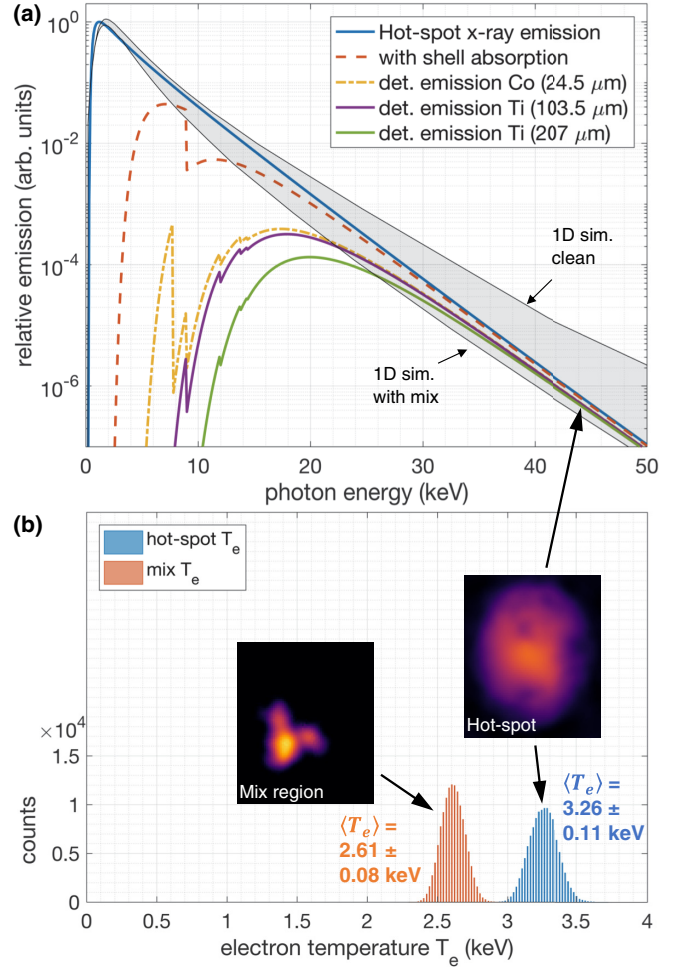 (a)
10^0
10^-2
10^-4
10^-6
relative emission (arb. units)
Hot-spot x-ray emission
with shell absorption
det. emission Co (24.5 μm)
det. emission Ti (103.5 μm)
det. emission Ti (207 μm)
1D sim.
clean
1D sim.
with mix
0 10 20 30 40 50
photon energy (keV)
(b)
hot-spot T_e
mix T_e
×10^4
1.5
1
0.5
0
counts
Mix region
Hot-spot
⟨T_e⟩ =
2.61 ±
0.08 keV
⟨T_e⟩ =
3.26 ±
0.11 keV
0 0.5 1 1.5 2 2.5 3 3.5 4
electron temperature T_e (keV)